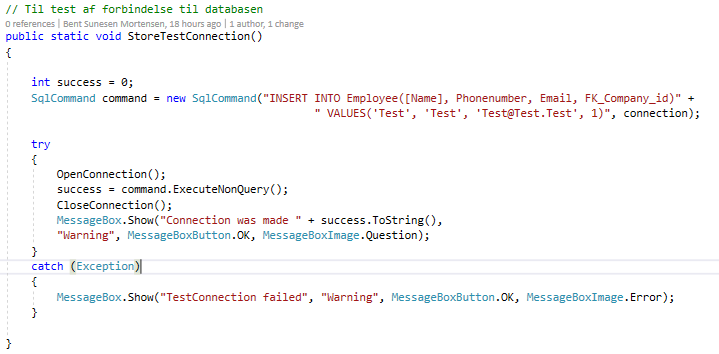 // Til test af forbindelse til databasen
0 references | Bent Sunesen Mortensen, 18 hours ago | 1 author, 1 change
public static void StoreTestConnection()
{
int success = 0;
SqlCommand command = new SqlCommand("INSERT INTO Employee([Name], Phonenumber, Email, FK_Company_id)" +
" VALUES('Test', 'Test', 'Test@Test.Test', 1)", connection);
try
{
OpenConnection();
success = command.ExecuteNonQuery();
CloseConnection();
MessageBox.Show("Connection was made " + success.ToString(),
"Warning", MessageBoxButton.OK, MessageBoxImage.Question);
}
catch (Exception)
{
MessageBox.Show("TestConnection failed", "Warning", MessageBoxButton.OK, MessageBoxImage.Error);
}
}